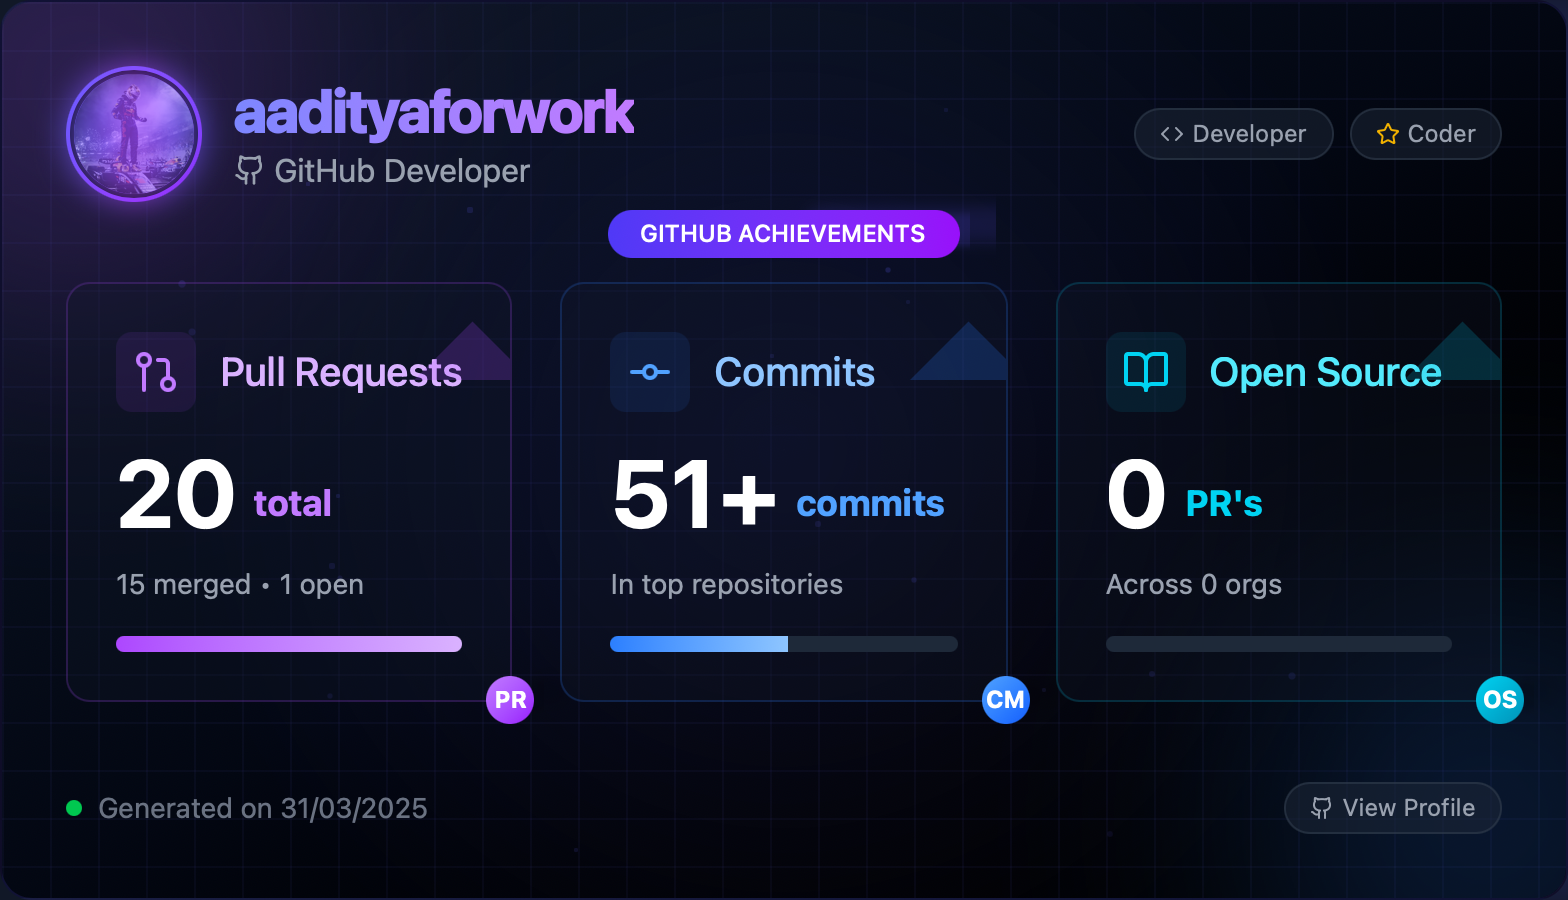 aadityaforwork
GitHub Developer
Developer
Coder
GITHUB ACHIEVEMENTS
Pull Requests
20 total
15 merged • 1 open
PR
Commits
51+ commits
In top repositories
CM
Open Source
0 PR's
Across 0 orgs
OS
Generated on 31/03/2025
View Profile